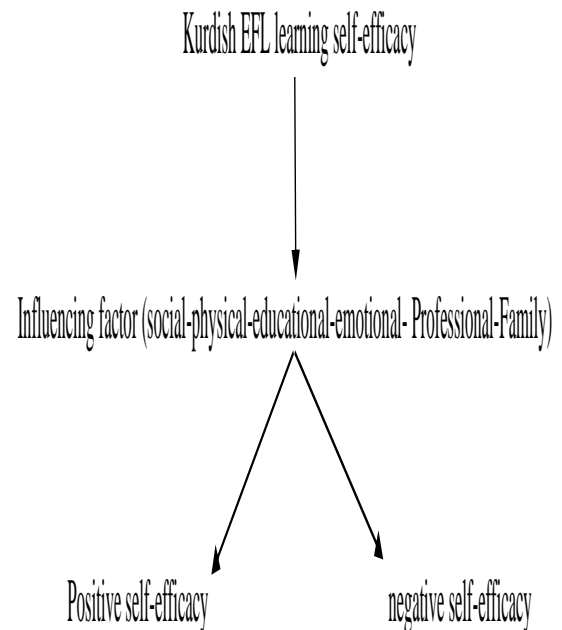 Kurdish EFL learning self-efficacy
Influencing factor (social-physical-educational-emotional- Professional-Family)
Positive self-efficacy
negative self-efficacy